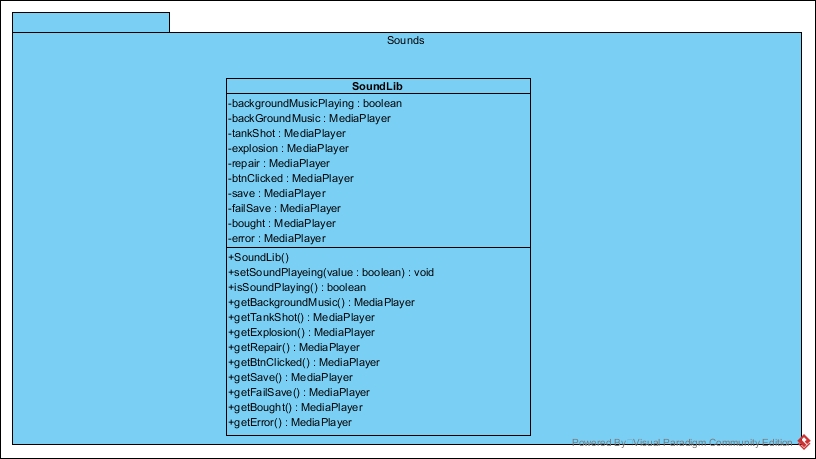 Sounds
SoundLib
-backgroundMusicPlaying : boolean
-backGroundMusic : MediaPlayer
-tankShot : MediaPlayer
-explosion : MediaPlayer
-repair : MediaPlayer
-btnClicked : MediaPlayer
-save : MediaPlayer
-failSave : MediaPlayer
-bought : MediaPlayer
-error : MediaPlayer
+SoundLib()
+setSoundPlayeing(value : boolean) : void
+isSoundPlaying() : boolean
+getBackgroundMusic() : MediaPlayer
+getTankShot() : MediaPlayer
+getExplosion() : MediaPlayer
+getRepair() : MediaPlayer
+getBtnClicked() : MediaPlayer
+getSave() : MediaPlayer
+getFailSave() : MediaPlayer
+getBought() : MediaPlayer
+getError() : MediaPlayer
Powered By Visual Paradigm Community Edition